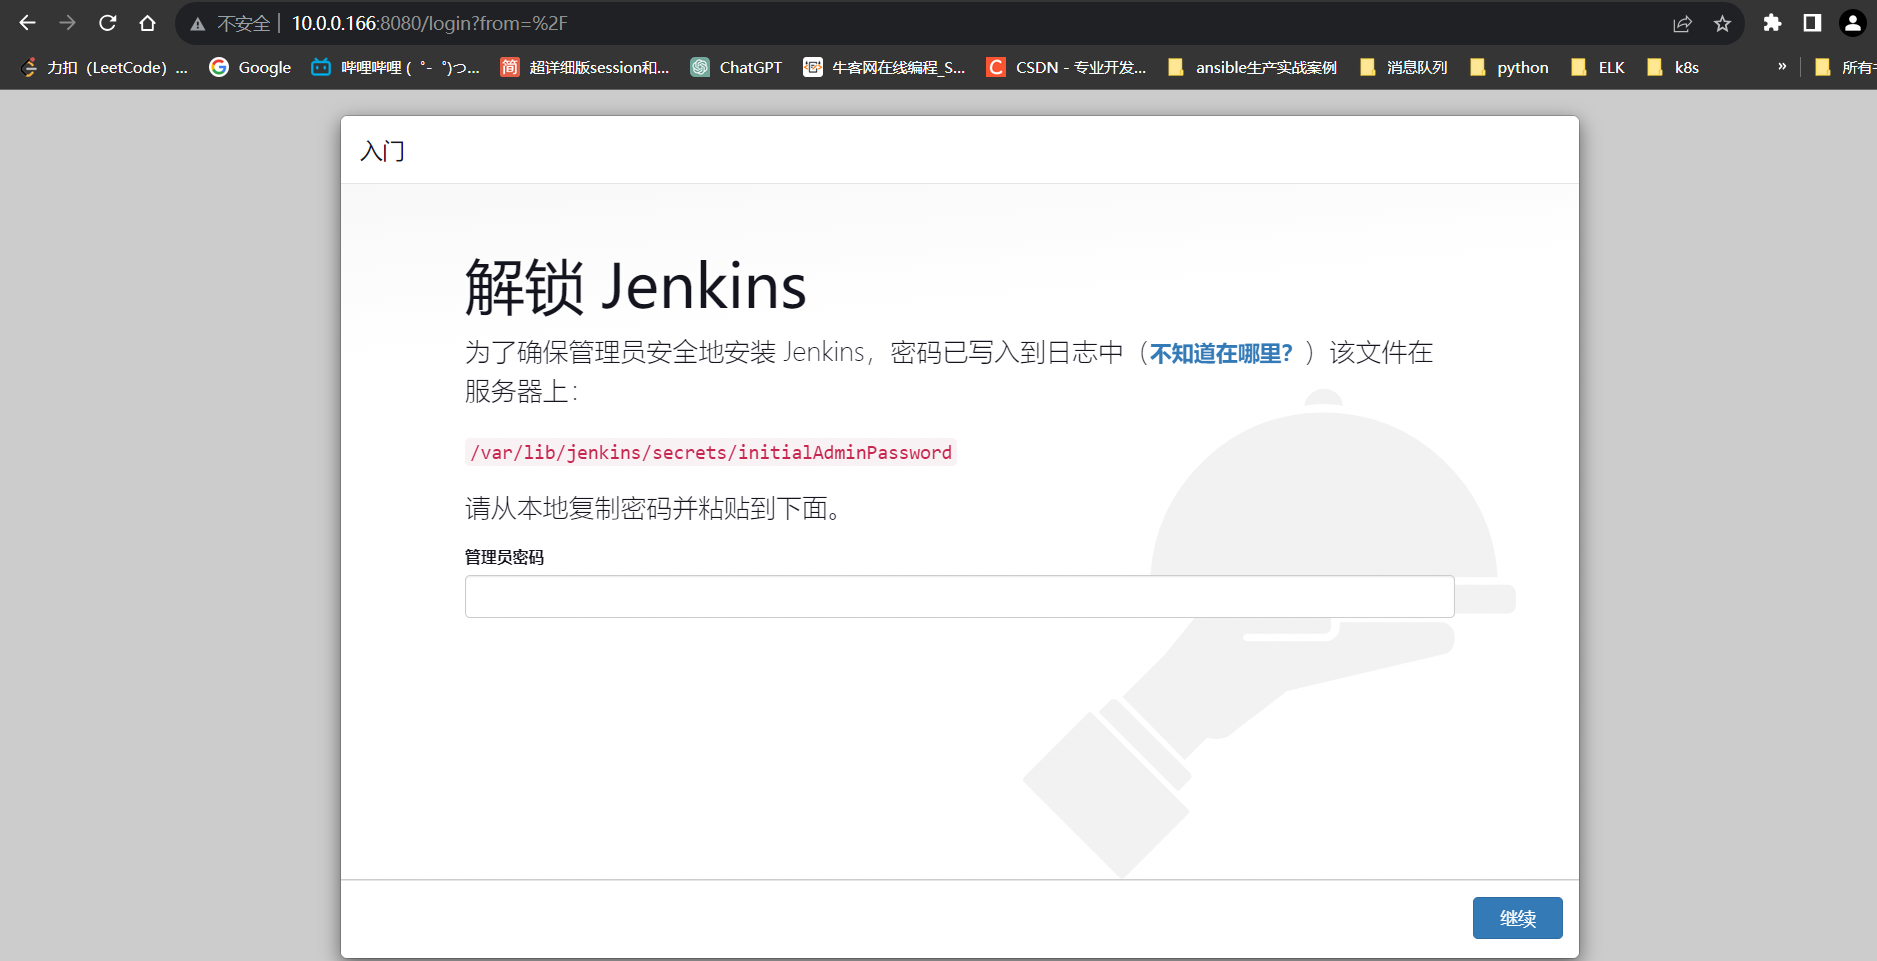 不安全 | 10.0.0.166:8080/login?from=%2F
力扣（LeetCode）... Google 哔哩哔哩 ( ゜- ゜)つ... 简 超详细版session和... ChatGPT 牛客网在线编程_S... C CSDN - 专业开发... ansible生产实战案例 消息队列 python ELK k8s »
入门
解锁 Jenkins
为了确保管理员安全地安装 Jenkins，密码已写入到日志中（不知道在哪里？）该文件在
服务器上：
/var/lib/jenkins/secrets/initialAdminPassword
请从本地复制密码并粘贴到下面。
管理员密码
继续